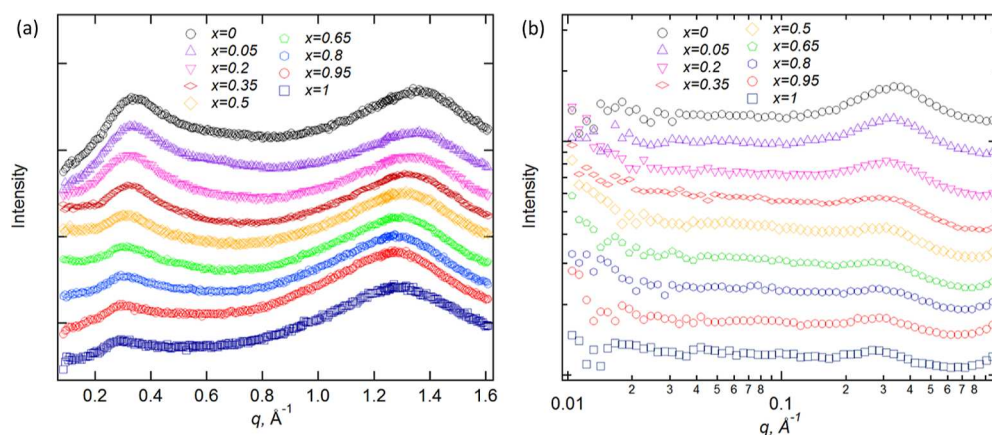 (a)
x=0
x=0.05
x=0.2
x=0.35
x=0.5
x=0.65
x=0.8
x=0.95
x=1
Intensity
0.2 0.4 0.6 0.8 1.0 1.2 1.4 1.6
q, Å-1
(b)
x=0
x=0.05
x=0.2
x=0.35
x=0.5
x=0.65
x=0.8
x=0.95
x=1
Intensity
2 3 4 5 6 7 8 2 3 4 5 6 7 8
0.01 0.1
q, Å-1